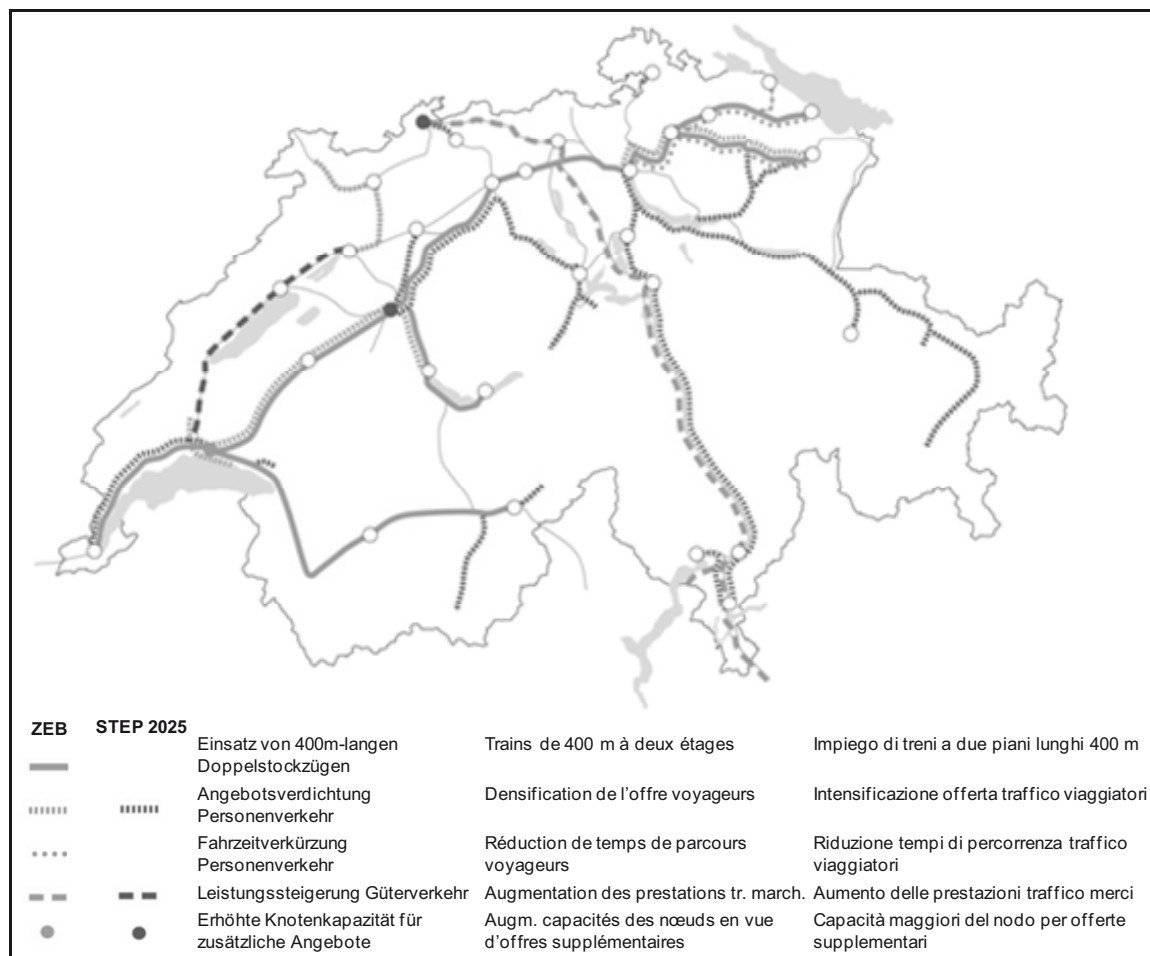 ZEB STEP 2025
Einsatz von 400m-langen
Doppelstockzügen
Trains de 400 m à deux étages
Impiego di treni a due piani lunghi 400 m
Angebotsverdichtung
Personenverkehr
Densification de l'offre voyageurs
Intensificazione offerta traffico viaggiatori
Fahrzeitverkürzung
Personenverkehr
Réduction de temps de parcours
voyageurs
Riduzione tempi di percorrenza traffico
viaggiatori
Leistungssteigerung Güterverkehr
Augmentation des prestations tr. march.
Aumento delle prestazioni traffico merci
Erhöhte Knotenkapazität für
zusätzliche Angebote
Augm. capacités des nœuds en vue
d'offres supplémentaires
Capacità maggiori del nodo per offerte
supplementari